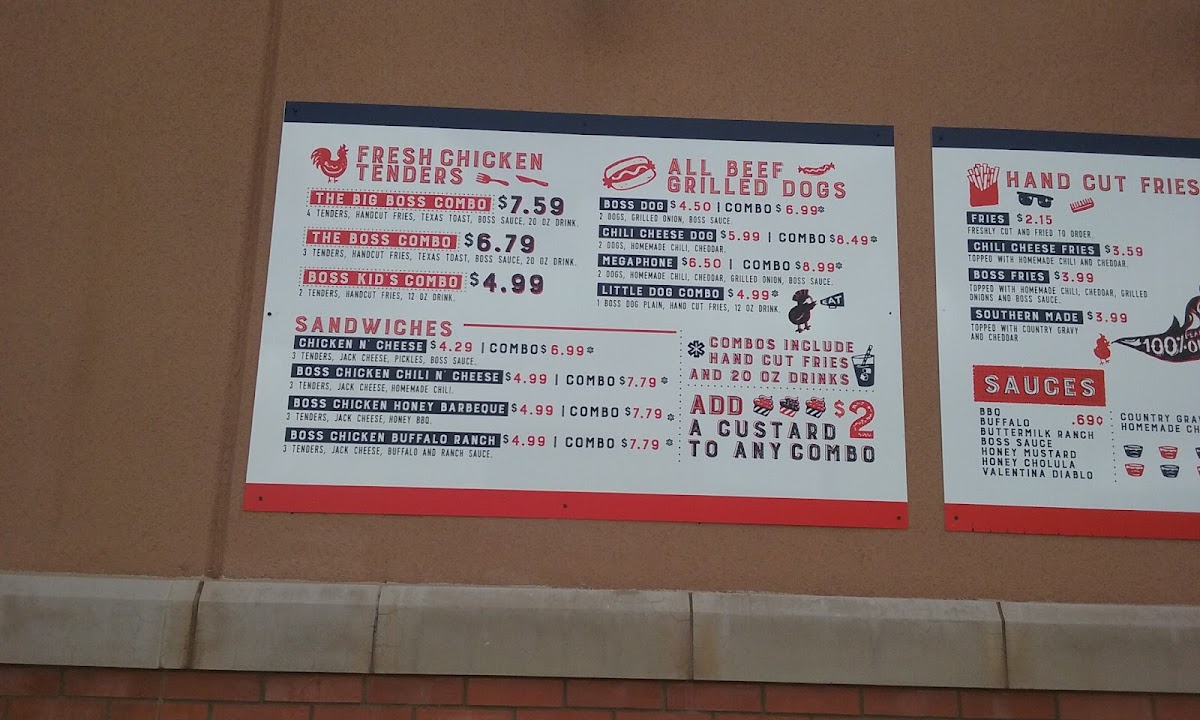 FRESH CHICKEN
TENDERS
THE BIG BOSS COMBO $7.59
4 TENDERS, HANDCUT FRIES, TEXAS TOAST, BOSS SAUCE, 20 OZ DRINK.
THE BOSS COMBO $6.79
3 TENDERS, HANDCUT FRIES, TEXAS TOAST, BOSS SAUCE, 20 OZ DRINK.
BOSS KID'S COMBO $4.99
2 TENDERS, HANDCUT FRIES, 12 OZ DRINK.
SANDWICHES
CHICKEN N' CHEESE $4.29 | COMBO $6.99*
3 TENDERS, JACK CHEESE, PICKLES, BOSS SAUCE.
BOSS CHICKEN CHILI N' CHEESE $4.99 | COMBO $7.79*
3 TENDERS, JACK CHEESE, HOMEMADE CHILI.
BOSS CHICKEN HONEY BARBEQUE $4.99 | COMBO $7.79*
3 TENDERS, JACK CHEESE, HONEY BBQ.
BOSS CHICKEN BUFFALO RANCH $4.99 | COMBO $7.79*
3 TENDERS, JACK CHEESE, BUFFALO AND RANCH SAUCE.
ALL BEEF
GRILLED DOGS
BOSS DOG $4.50 | COMBO $6.99*
2 DOGS, GRILLED ONION, BOSS SAUCE.
CHILI CHEESE DOG $5.99 | COMBO $8.49*
2 DOGS, HOMEMADE CHILI, CHEDDAR.
MEGAPHONE $6.50 | COMBO $8.99*
2 DOGS, HOMEMADE CHILI, CHEDDAR, GRILLED ONION, BOSS SAUCE.
LITTLE DOG COMBO $4.99*
1 BOSS DOG PLAIN, HAND CUT FRIES, 12 OZ DRINK.
EAT
* COMBOS INCLUDE
HAND CUT FRIES
AND 20 OZ DRINKS
ADD $2
A CUSTARD
TO ANY COMBO
HAND CUT FRIES
FRIES $2.15
FRESHLY CUT AND FRIED TO ORDER.
CHILI CHEESE FRIES $3.59
TOPPED WITH HOMEMADE CHILI AND CHEDDAR.
BOSS FRIES $3.99
TOPPED WITH HOMEMADE CHILI, CHEDDAR, GRILLED
ONIONS AND BOSS SAUCE.
SOUTHERN MADE $3.99
TOPPED WITH COUNTRY GRAVY
AND CHEDDAR
100%
SAUCES
BBQ .69¢
BUFFALO
BUTTERMILK RANCH
BOSS SAUCE
HONEY MUSTARD
HONEY CHOLULA
VALENTINA DIABLO
COUNTRY
HOMEMADE